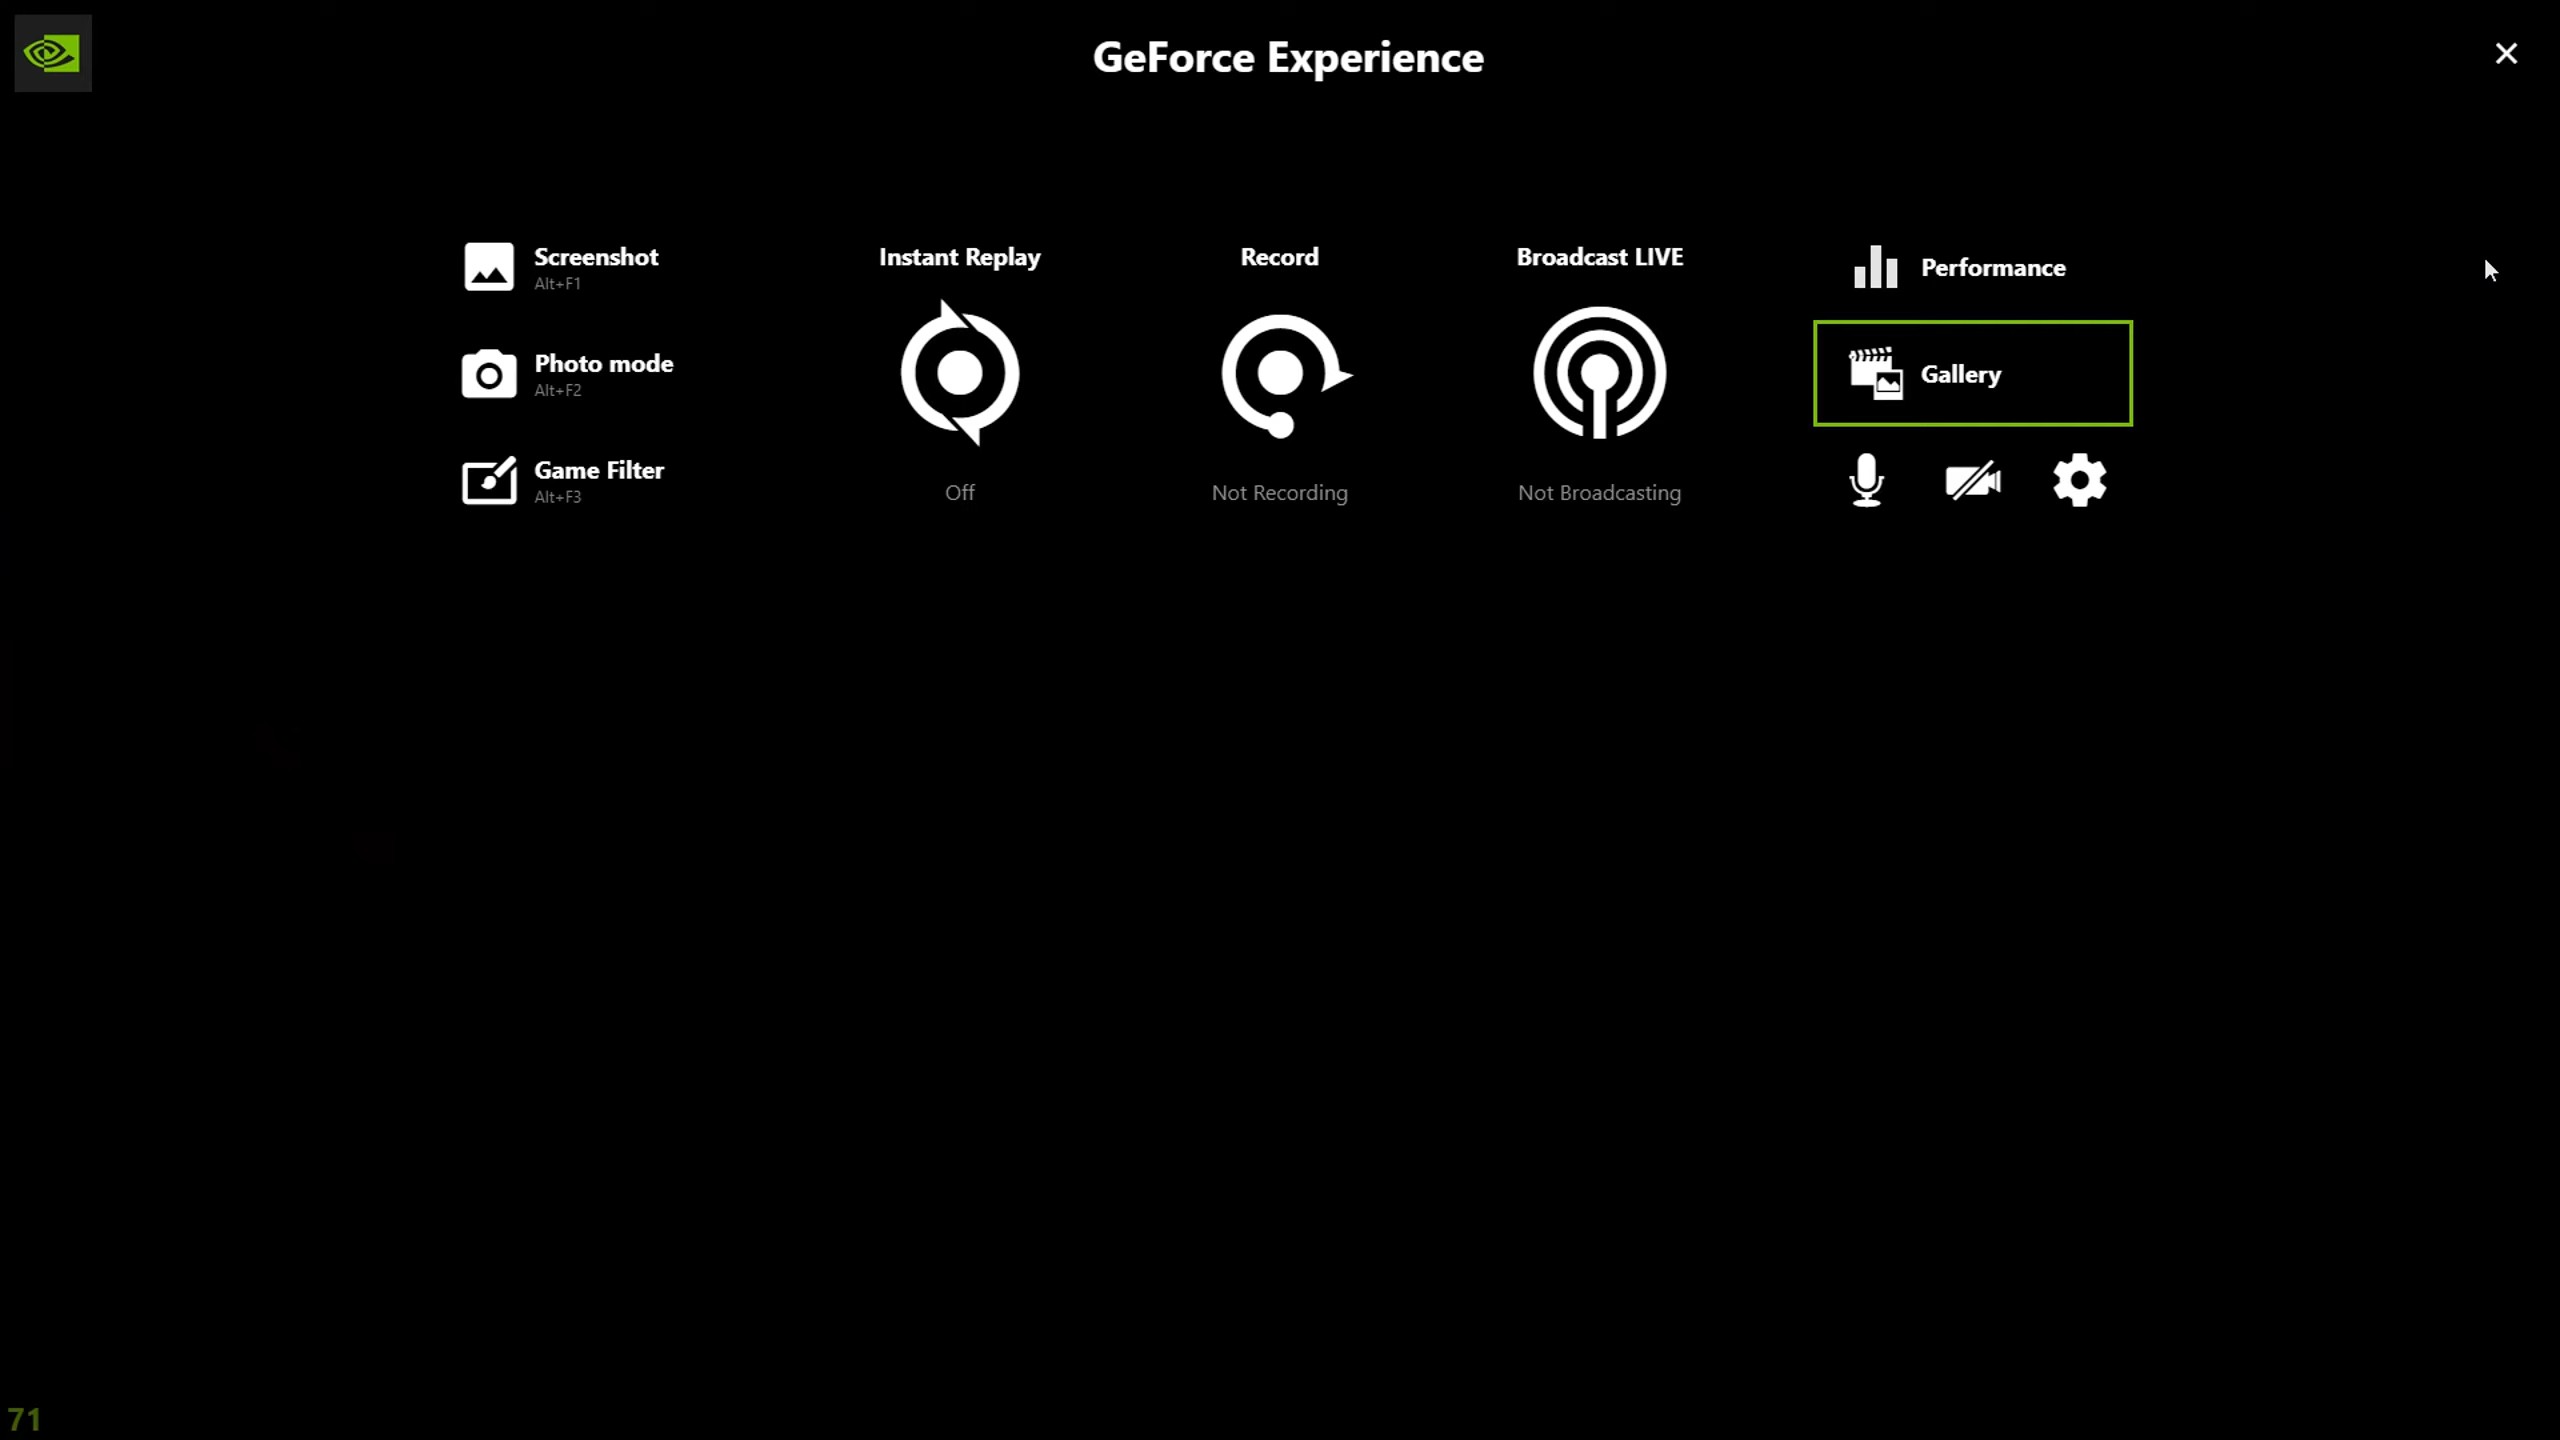 GeForce Experience
Screenshot
Alt+F1
Photo mode
Alt+F2
Game Filter
Alt+F3
Instant Replay
Off
Record
Not Recording
Broadcast LIVE
Not Broadcasting
Performance
Gallery
71